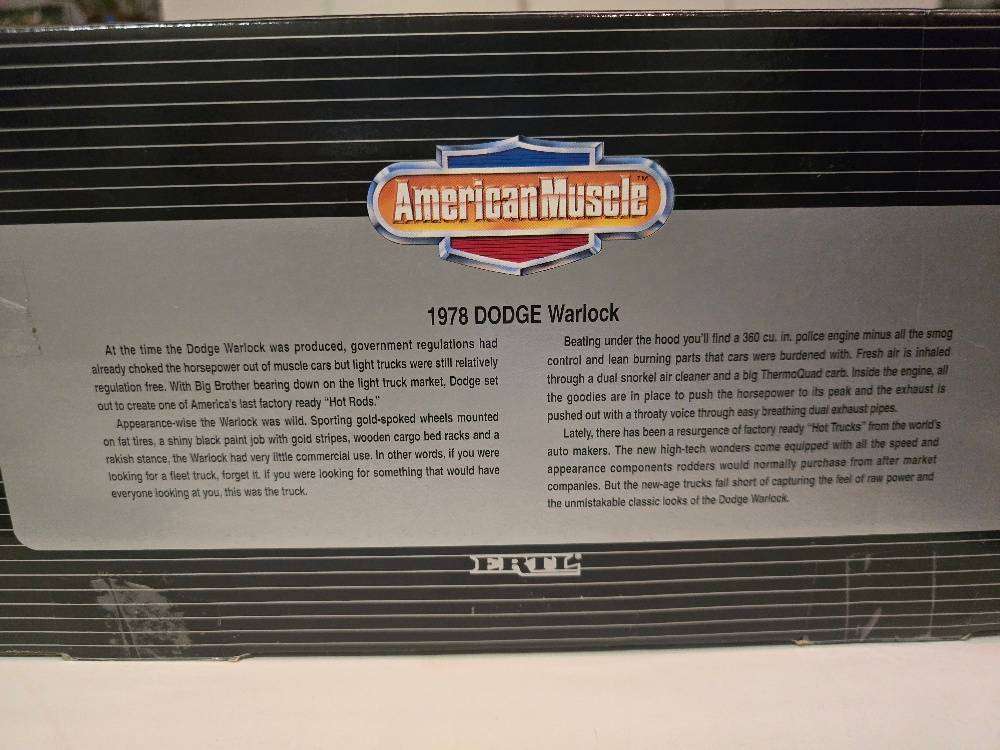 American Muscle™
1978 DODGE Warlock
At the time the Dodge Warlock was produced, government regulations had
already choked the horsepower out of muscle cars but light trucks were still relatively
regulation free. With Big Brother bearing down on the light truck market, Dodge set
out to create one of America's last factory ready "Hot Rods."
Appearance-wise the Warlock was wild. Sporting gold-spoked wheels mounted
on fat tires, a shiny black paint job with gold stripes, wooden cargo bed racks and a
rakish stance, the Warlock had very little commercial use. In other words, if you were
looking for a fleet truck, forget it. If you were looking for something that would have
everyone looking at you, this was the truck.
Beating under the hood you'll find a 360 cu. in. police engine minus all the smog
control and lean burning parts that cars were burdened with. Fresh air is inhaled
through a dual snorkel air cleaner and a big ThermoQuad carb. Inside the engine, all
the goodies are in place to push the horsepower to its peak and the exhaust is
pushed out with a throaty voice through easy breathing dual exhaust pipes.
Lately, there has been a resurgence of factory ready "Hot Trucks" from the world's
auto makers. The new high-tech wonders come equipped with all the speed and
appearance components rodders would normally purchase from after market
companies. But the new-age trucks fall short of capturing the feel of raw power and
the unmistakable classic looks of the Dodge Warlock.
ERTL